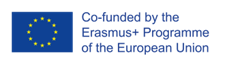 Co-funded by the
Erasmus+ Programme
of the European Union